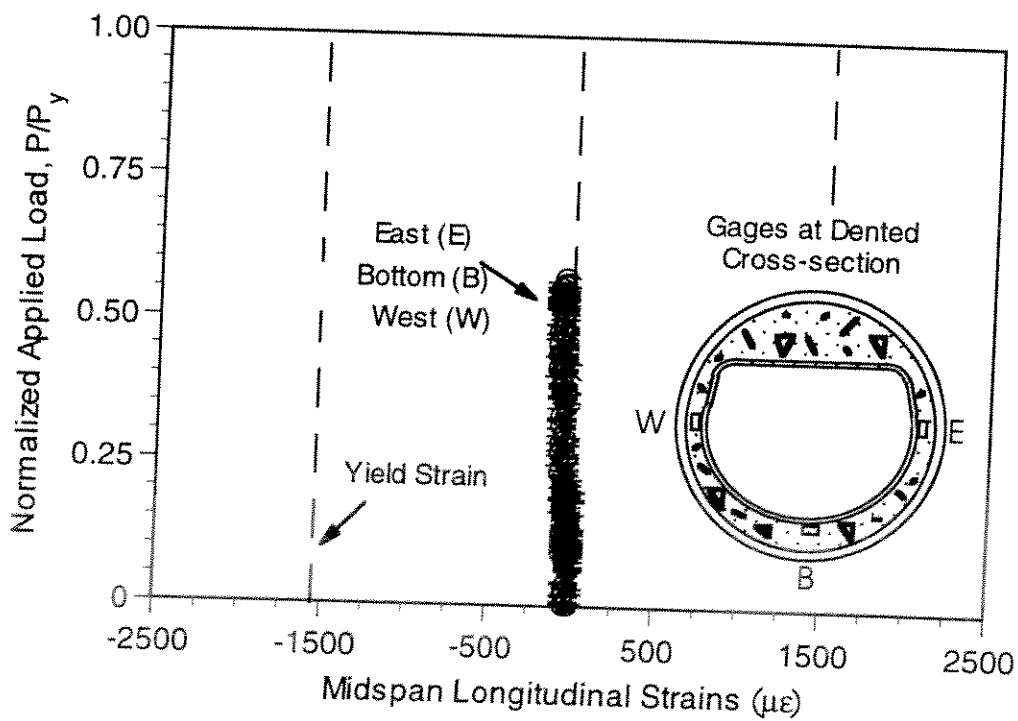 1.00
0.75
0.50
0.25
0
Normalized Applied Load, P/Py
East (E)
Bottom (B)
West (W)
Yield Strain
Gages at Dented
Cross-section
W
E
B
-2500
-1500
-500
500
1500
2500
Midspan Longitudinal Strains (με)